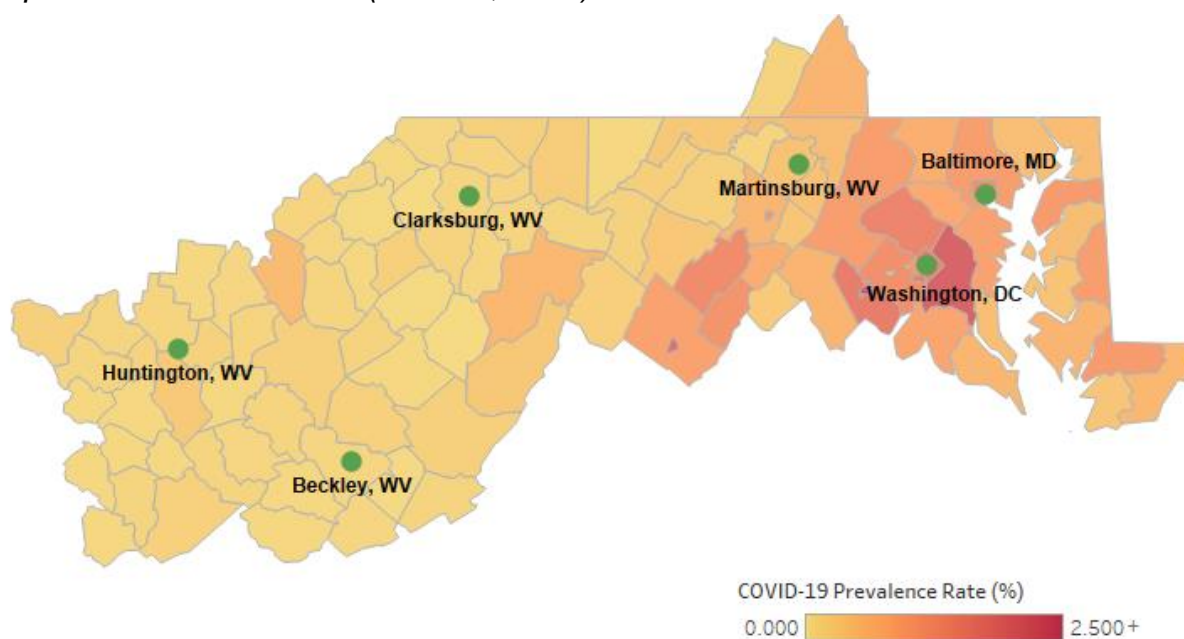 Baltimore, MD
Martinsburg, WV
Clarksburg, WV
Washington, DC
Huntington, WV
Beckley, WV
COVID-19 Prevalence Rate (%)
0.000 2.500+